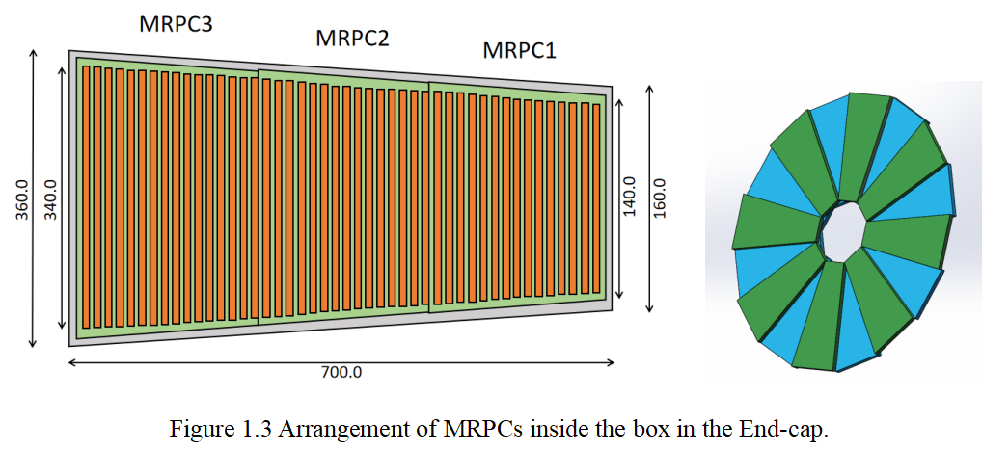 MRPC3
MRPC2
MRPC1
360.0
340.0
140.0
160.0
700.0
Figure 1.3 Arrangement of MRPCs inside the box in the End-cap.